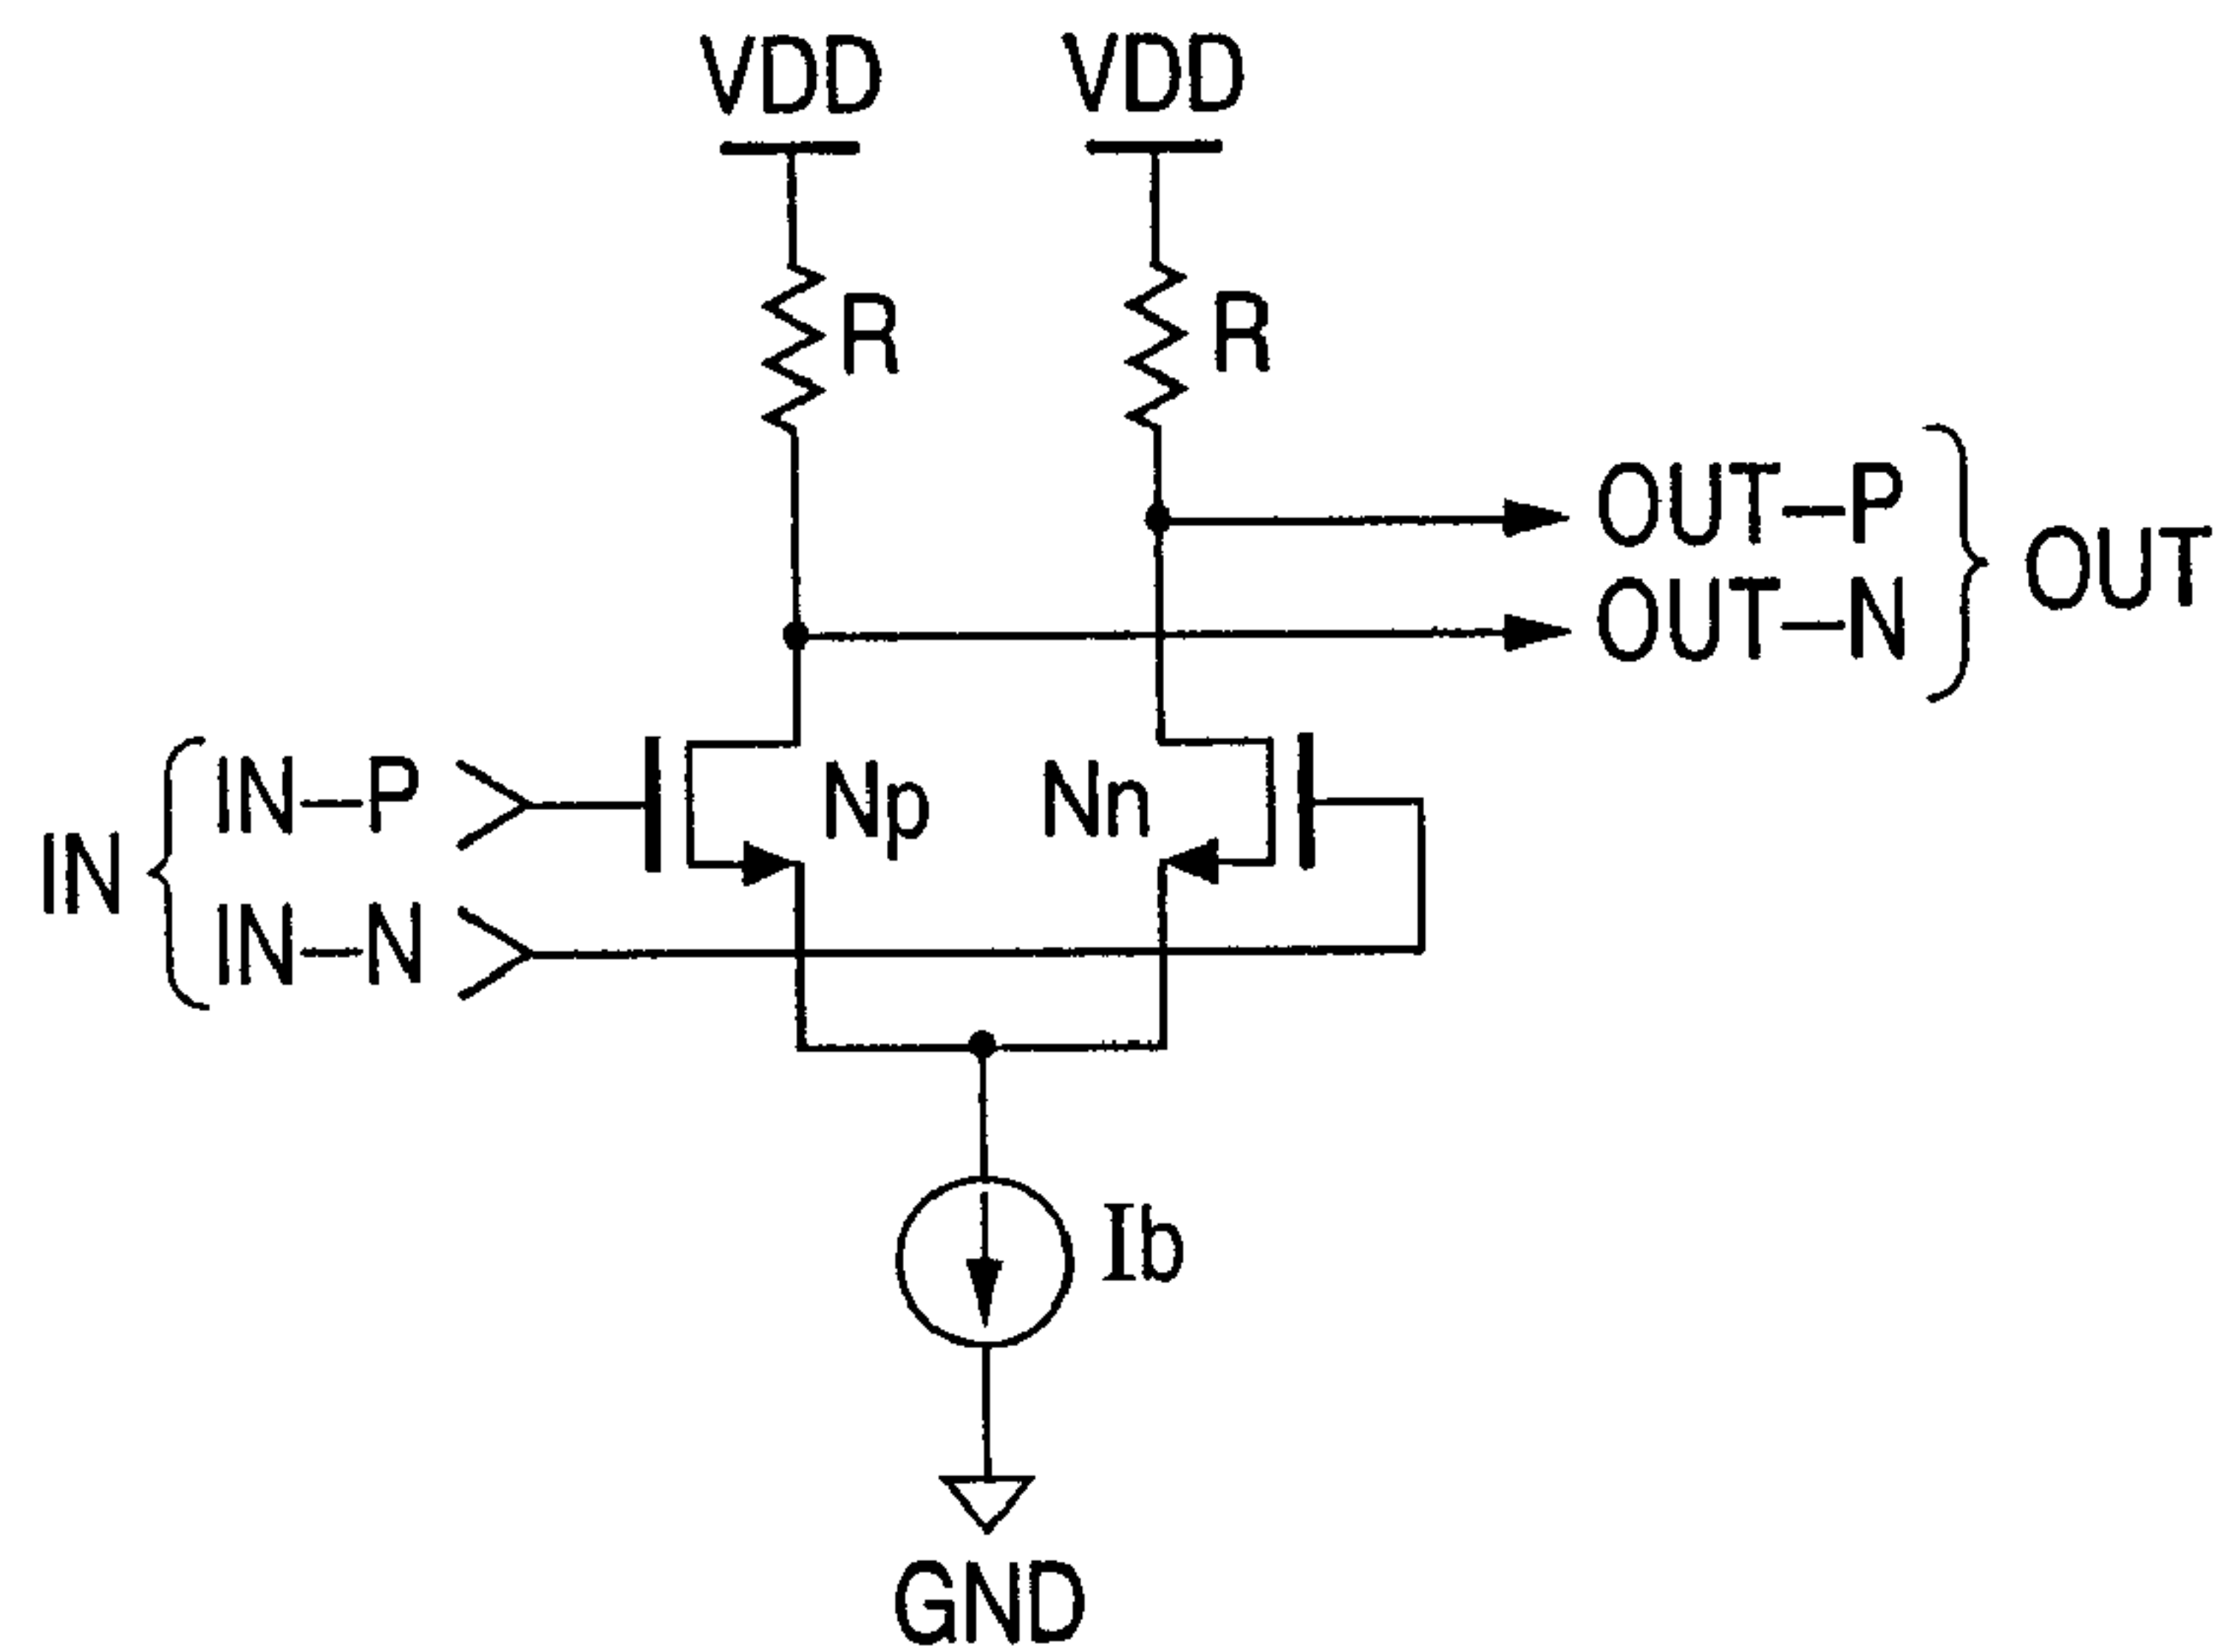 VDD VDD
R R
OUT-P
OUT-N
OUT
IN-P
Np Nn
IN
IN-N
Ib
GND